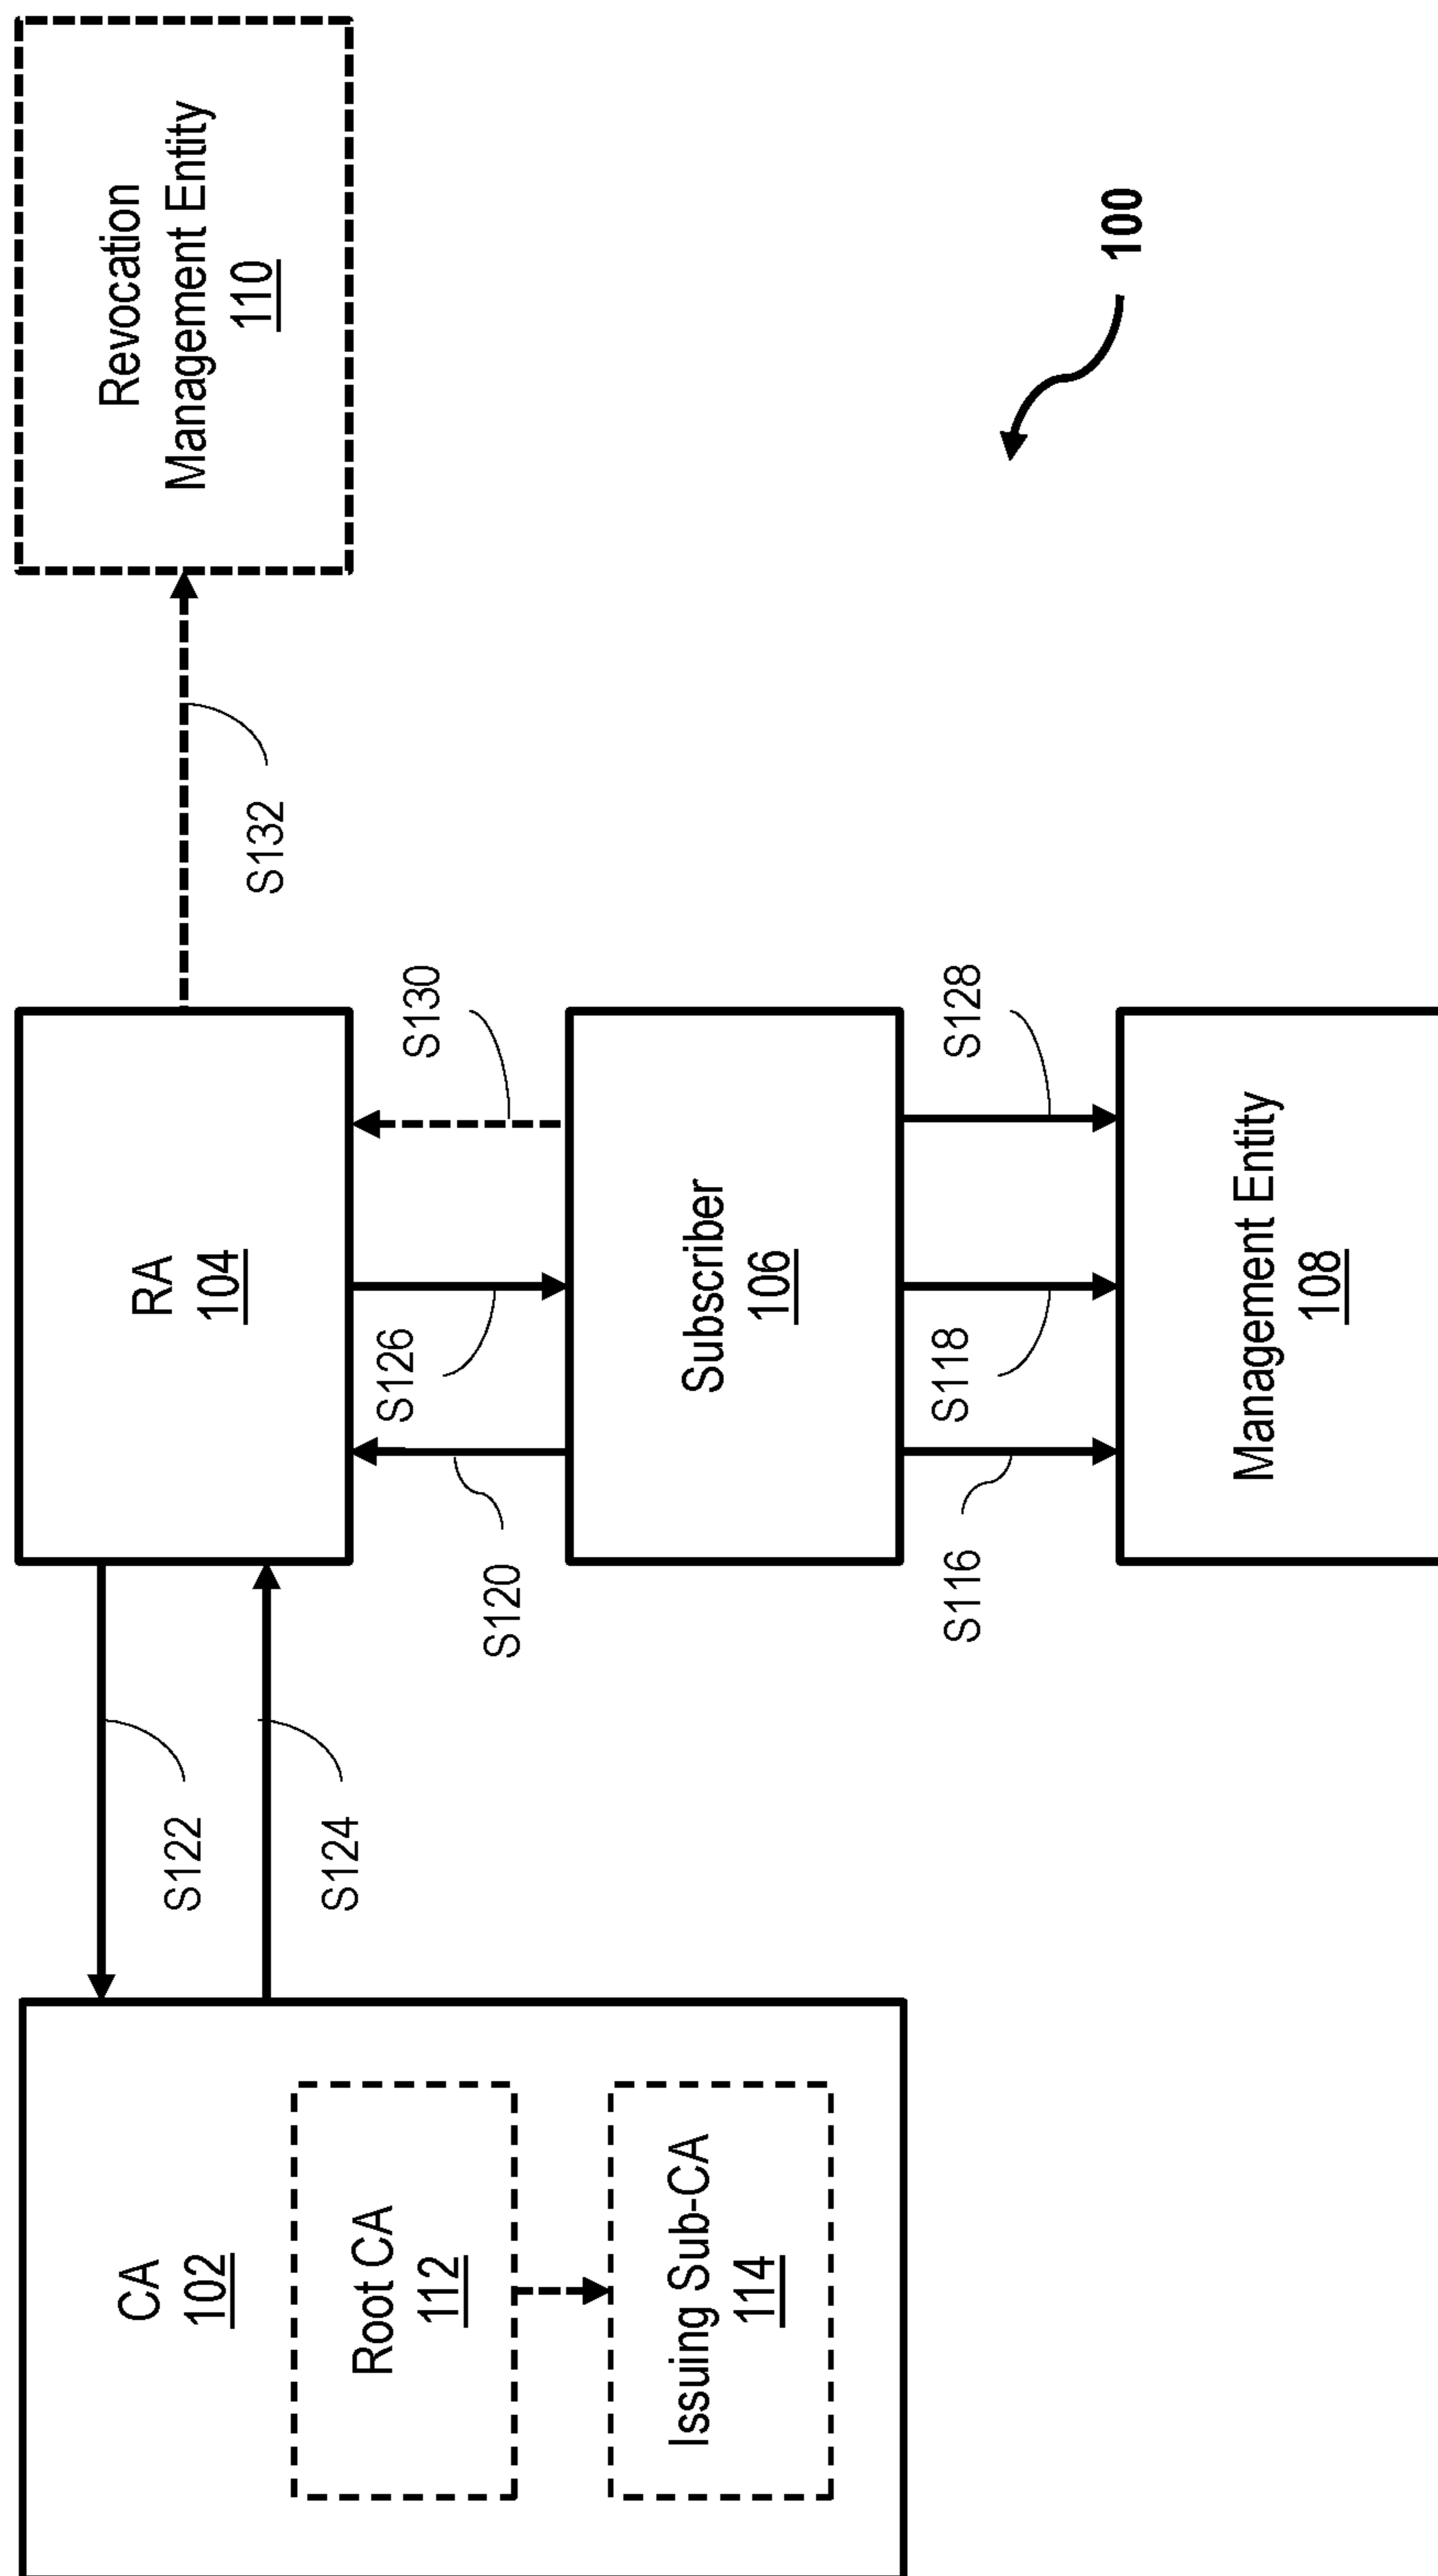 CA
102
Root CA
112
Issuing Sub-CA
114
S122
S124
RA
104
S120
S126
S130
Subscriber
106
S116
S118
S128
Management Entity
108
S132
Revocation
Management Entity
110
100